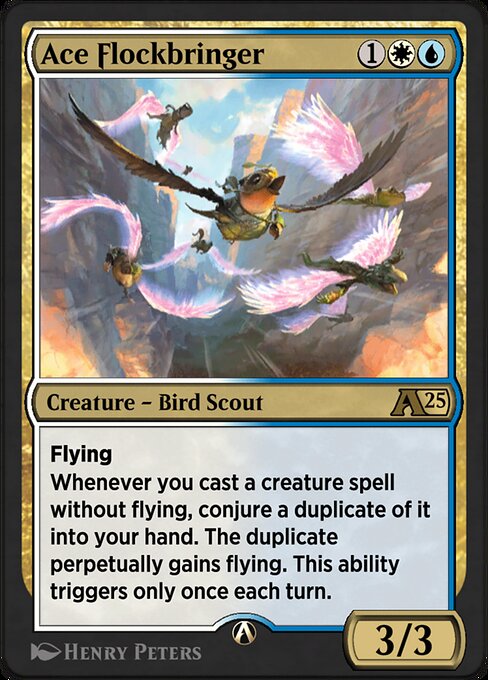 Ace Flockbringer
1
Creature – Bird Scout
A25
Flying
Whenever you cast a creature spell
without flying, conjure a duplicate of it
into your hand. The duplicate
perpetually gains flying. This ability
triggers only once each turn.
3/3
Henry Peters